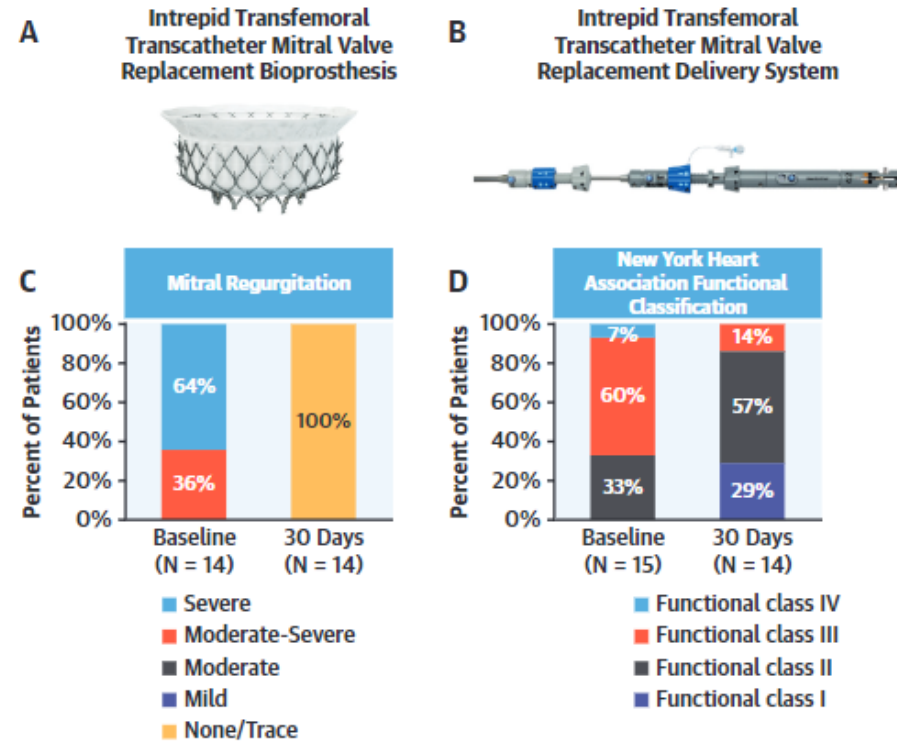 A
Intrepid Transfemoral
Transcatheter Mitral Valve
Replacement Bioprosthesis
B
Intrepid Transfemoral
Transcatheter Mitral Valve
Replacement Delivery System
C
Mitral Regurgitation
Percent of Patients
100%
80%
60%
40%
20%
0%
64%
36%
100%
Baseline
(N = 14)
30 Days
(N = 14)
Severe
Moderate-Severe
Moderate
Mild
None/Trace
D
New York Heart
Association Functional
Classification
Percent of Patients
100%
80%
60%
40%
20%
0%
7%
60%
33%
14%
57%
29%
Baseline
(N = 15)
30 Days
(N = 14)
Functional class IV
Functional class III
Functional class II
Functional class I